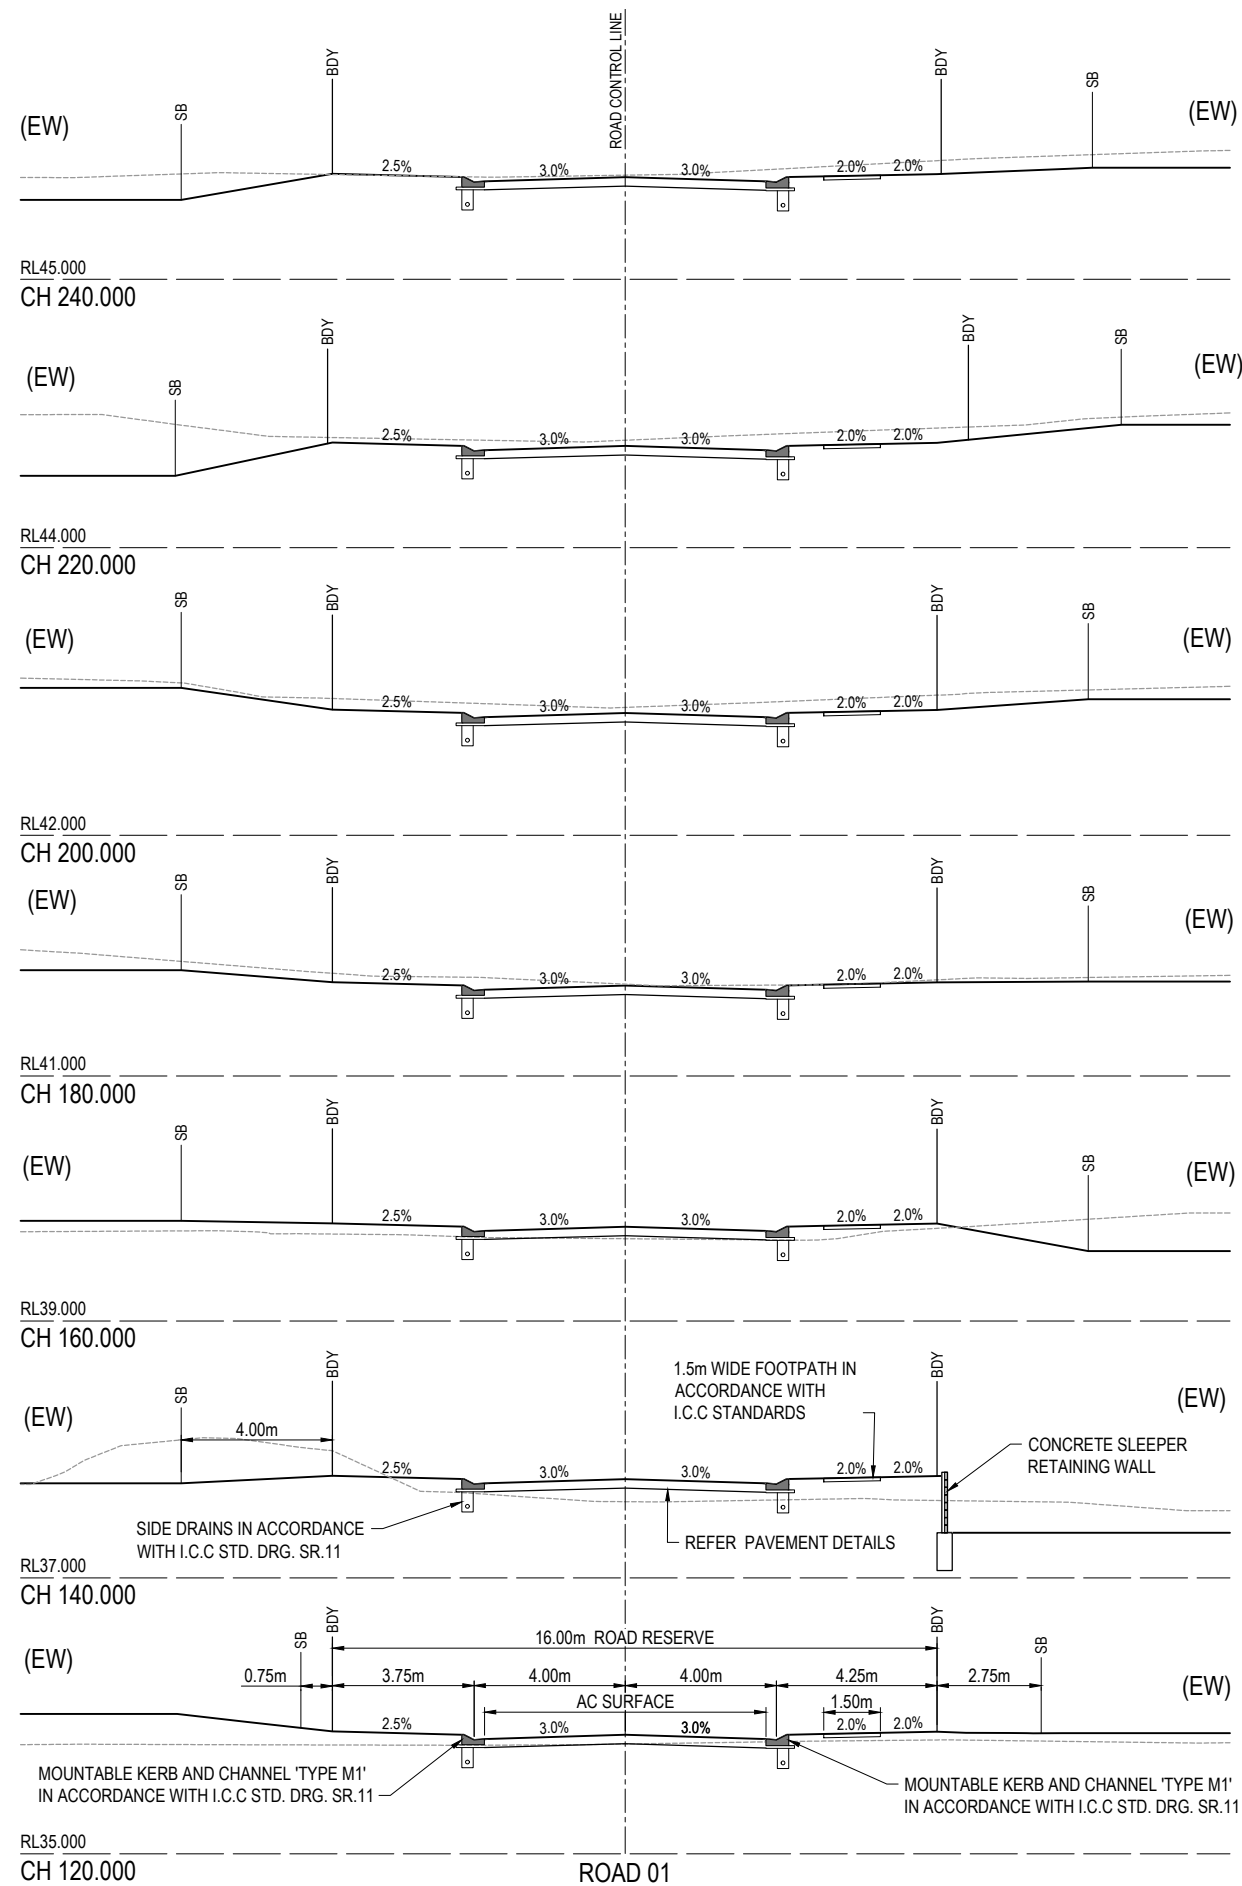 ROAD CONTROL LINE
BDY
BDY
SB
SB
(EW)
(EW)
2.5%
3.0%
3.0%
2.0%
2.0%
RL45.000
CH 240.000
BDY
BDY
SB
SB
(EW)
(EW)
2.5%
3.0%
3.0%
2.0%
2.0%
RL44.000
CH 220.000
SB
BDY
BDY
SB
(EW)
(EW)
2.5%
3.0%
3.0%
2.0%
2.0%
RL42.000
CH 200.000
SB
BDY
BDY
SB
(EW)
(EW)
2.5%
3.0%
3.0%
2.0%
2.0%
RL41.000
CH 180.000
SB
BDY
BDY
SB
(EW)
(EW)
2.5%
3.0%
3.0%
2.0%
2.0%
RL39.000
CH 160.000
BDY
BDY
SB
1.5m WIDE FOOTPATH IN
ACCORDANCE WITH
I.C.C STANDARDS
(EW)
(EW)
4.00m
CONCRETE SLEEPER
RETAINING WALL
2.5%
3.0%
3.0%
2.0%
2.0%
SIDE DRAINS IN ACCORDANCE
WITH I.C.C STD. DRG. SR.11
REFER PAVEMENT DETAILS
RL37.000
CH 140.000
SB
BDY
BDY
SB
16.00m ROAD RESERVE
(EW)
(EW)
0.75m
3.75m
4.00m
4.00m
4.25m
2.75m
AC SURFACE
1.50m
2.5%
3.0%
3.0%
2.0%
2.0%
MOUNTABLE KERB AND CHANNEL 'TYPE M1'
IN ACCORDANCE WITH I.C.C STD. DRG. SR.11
MOUNTABLE KERB AND CHANNEL 'TYPE M1'
IN ACCORDANCE WITH I.C.C STD. DRG. SR.11
RL35.000
CH 120.000
ROAD 01